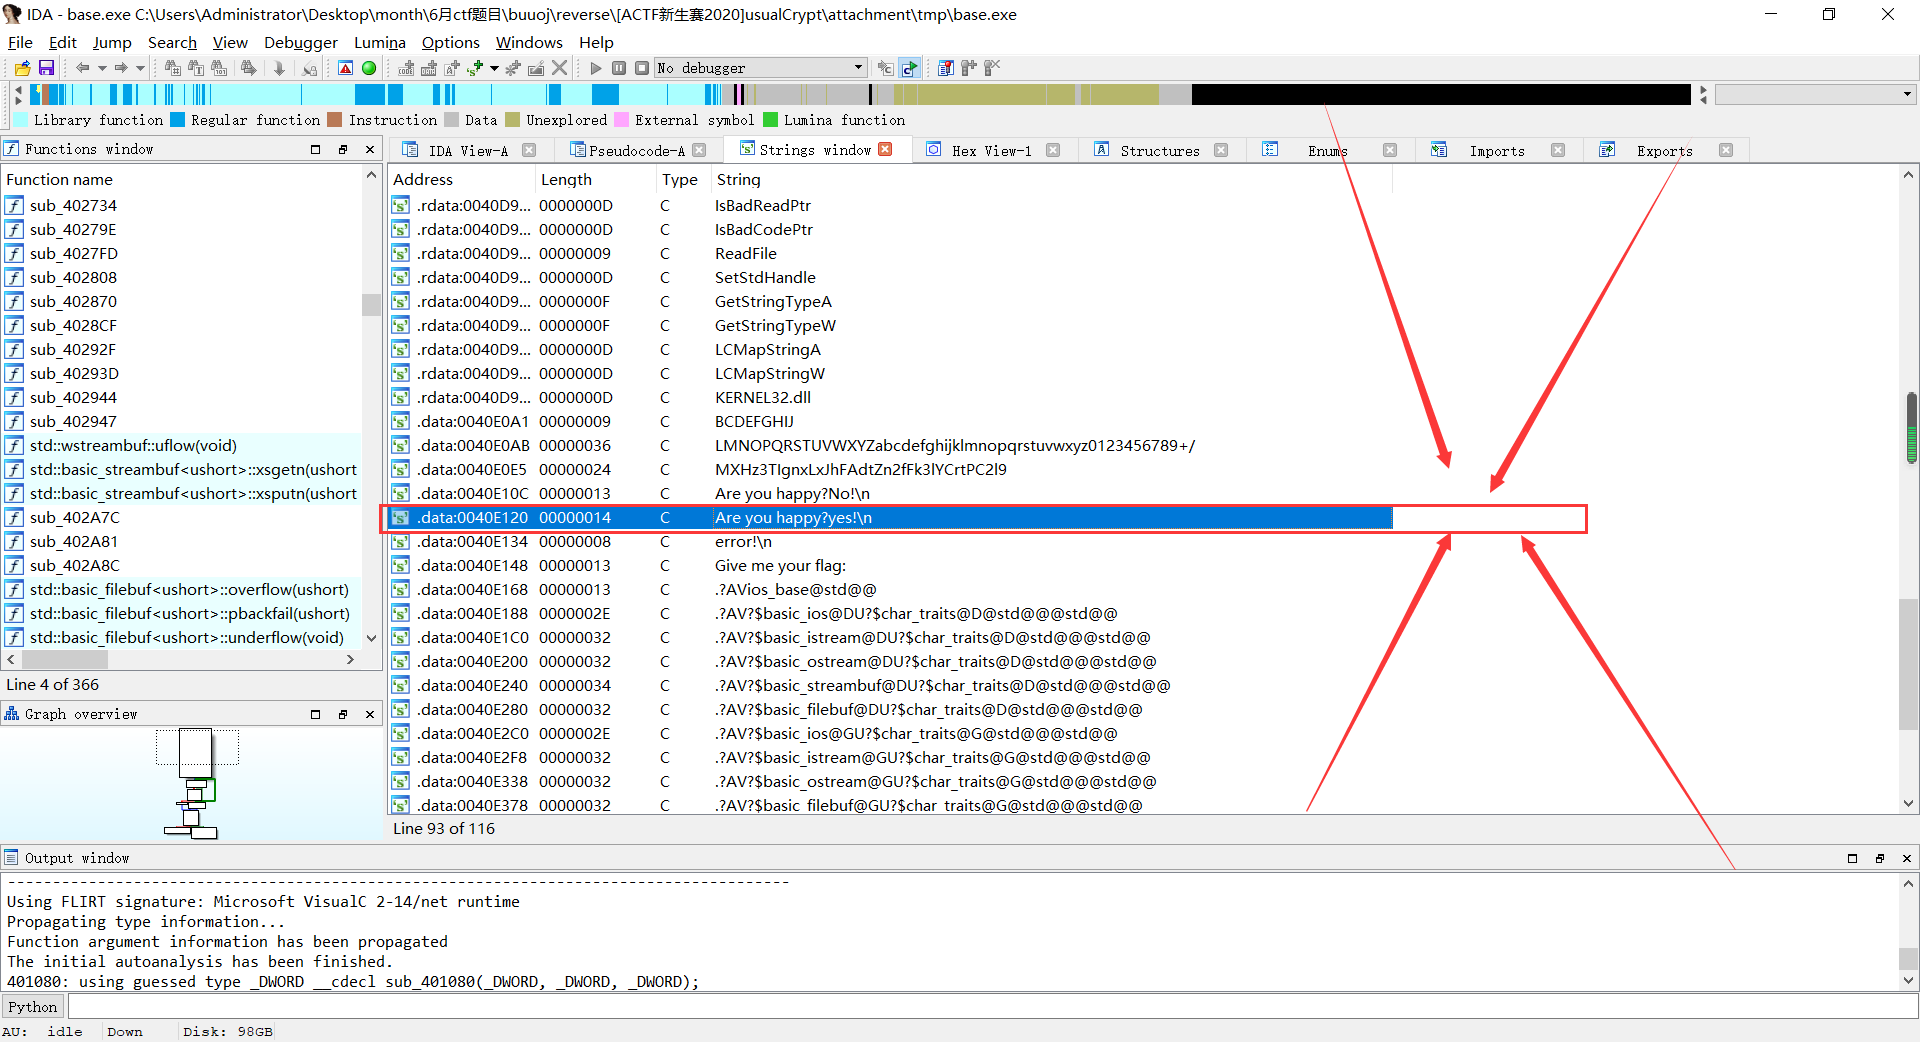 IDA - base.exe C:\Users\Administrator\Desktop\month\6月ctf题目\buuoj\reverse\[ACTF新生赛2020]usualCrypt\attachment\tmp\base.exe
File Edit Jump Search View Debugger Lumina Options Windows Help
No debugger
Library function Regular function Instruction Data Unexplored External symbol Lumina function
Functions window
IDA View-A Pseudocode-A Strings window Hex View-1 Structures Enums Imports Exports
Function name
sub_402734
sub_40279E
sub_4027FD
sub_402808
sub_402870
sub_4028CF
sub_40292F
sub_40293D
sub_402944
sub_402947
std::wstreambuf::uflow(void)
std::basic_streambuf<ushort>::xsgetn(ushort
std::basic_streambuf<ushort>::xsputn(ushort
sub_402A7C
sub_402A81
sub_402A8C
std::basic_filebuf<ushort>::overflow(ushort)
std::basic_filebuf<ushort>::pbackfail(ushort)
std::basic_filebuf<ushort>::underflow(void)
Line 4 of 366
Graph overview
Address Length Type String
.rdata:0040D9... 0000000D C IsBadReadPtr
.rdata:0040D9... 0000000D C IsBadCodePtr
.rdata:0040D9... 00000009 C ReadFile
.rdata:0040D9... 0000000D C SetStdHandle
.rdata:0040D9... 0000000F C GetStringTypeA
.rdata:0040D9... 0000000F C GetStringTypeW
.rdata:0040D9... 0000000D C LCMapStringA
.rdata:0040D9... 0000000D C LCMapStringW
.rdata:0040D9... 0000000D C KERNEL32.dll
.data:0040E0A1 00000009 C BCDEFGHIJ
.data:0040E0AB 00000036 C LMNOPQRSTUVWXYZabcdefghijklmnopqrstuvwxyz0123456789+/
.data:0040E0E5 00000024 C MXHz3TIgnxLxJhFAdtZn2fFk3lYCrtPC2l9
.data:0040E10C 00000013 C Are you happy?No!\n
.data:0040E120 00000014 C Are you happy?yes!\n
.data:0040E134 00000008 C error!\n
.data:0040E148 00000013 C Give me your flag:
.data:0040E168 00000013 C .?AVios_base@std@@
.data:0040E188 0000002E C .?AV?$basic_ios@DU?$char_traits@D@std@@@std@@
.data:0040E1C0 00000032 C .?AV?$basic_istream@DU?$char_traits@D@std@@@std@@
.data:0040E200 00000032 C .?AV?$basic_ostream@DU?$char_traits@D@std@@@std@@
.data:0040E240 00000034 C .?AV?$basic_streambuf@DU?$char_traits@D@std@@@std@@
.data:0040E280 00000032 C .?AV?$basic_filebuf@DU?$char_traits@D@std@@@std@@
.data:0040E2C0 0000002E C .?AV?$basic_ios@GU?$char_traits@G@std@@@std@@
.data:0040E2F8 00000032 C .?AV?$basic_istream@GU?$char_traits@G@std@@@std@@
.data:0040E338 00000032 C .?AV?$basic_ostream@GU?$char_traits@G@std@@@std@@
.data:0040E378 00000032 C .?AV?$basic_filebuf@GU?$char_traits@G@std@@@std@@
Line 93 of 116
Output window
---------------------------------------------------------------------------------------
Using FLIRT signature: Microsoft VisualC 2-14/net runtime
Propagating type information...
Function argument information has been propagated
The initial autoanalysis has been finished.
401080: using guessed type _DWORD __cdecl sub_401080(_DWORD, _DWORD, _DWORD);
Python
AU: idle Down Disk: 98GB